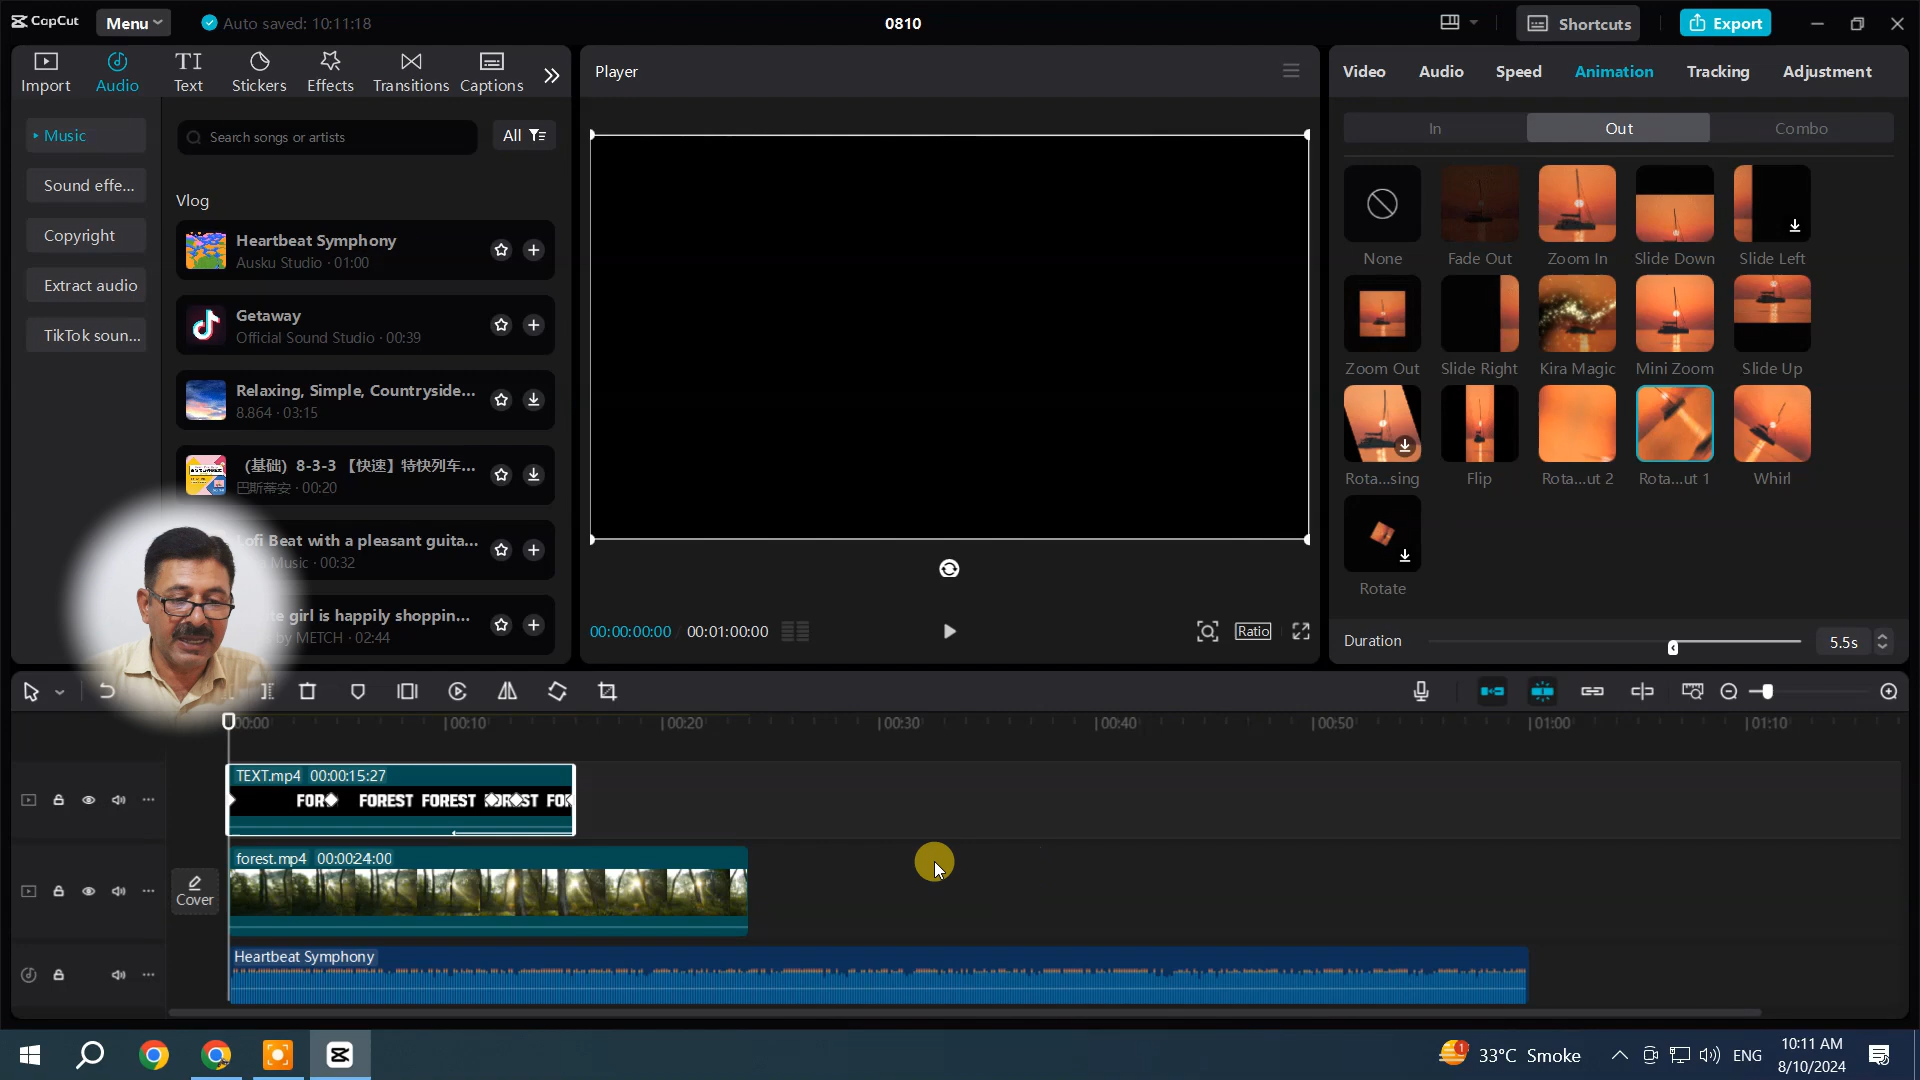 CapCut
Menu
Auto saved: 10:11:18
0810
Shortcuts
Export
Import
Audio
Text
Stickers
Effects
Transitions
Captions
Music
Sound effe...
Copyright
Extract audio
TikTok soun...
Search songs or artists
All
Vlog
Heartbeat Symphony
Ausku Studio · 01:00
Getaway
Official Sound Studio · 00:39
Relaxing, Simple, Countryside...
8.864 · 03:15
(基础) 8-3-3 【快速】特快列车...
巴斯蒂安 · 00:20
Lofi Beat with a pleasant guita...
Music · 00:32
girl is happily shoppin...
by METCH · 02:44
Player
00:00:00:00
00:01:00:00
Ratio
Video
Audio
Speed
Animation
Tracking
Adjustment
In
Out
Combo
None
Fade Out
Zoom In
Slide Down
Slide Left
Zoom Out
Slide Right
Kira Magic
Mini Zoom
Slide Up
Rota...sing
Flip
Rota...ut 2
Rota...ut 1
Whirl
Rotate
Duration
5.5s
00:00
00:10
00:20
00:30
00:40
00:50
01:00
01:10
TEXT.mp4 00:00:15:27
FOREST FOREST
Cover
forest.mp4 00:00:24:00
Heartbeat Symphony
1
33°C Smoke
ENG
10:11 AM
8/10/2024